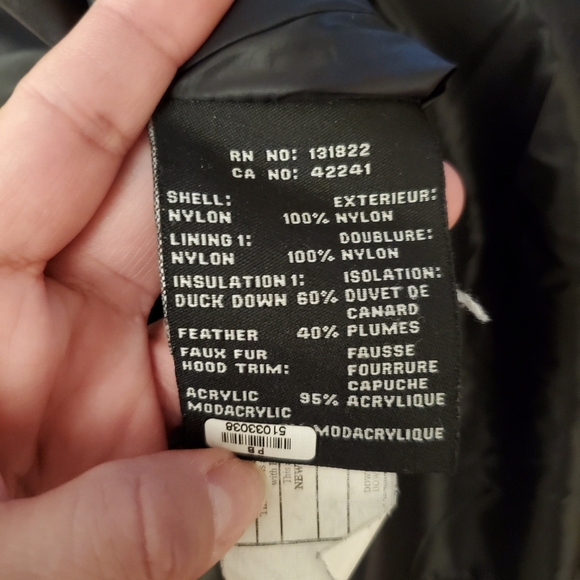 RN NO: 131822
CA NO: 42241
SHELL: EXTERIEUR:
NYLON 100% NYLON
LINING 1: DOUBLURE:
NYLON 100% NYLON
INSULATION 1: ISOLATION:
DUCK DOWN 60% DUVET DE
CANARD
FEATHER 40% PLUMES
FAUX FUR FAUSSE
HOOD TRIM: FOURRURE
CAPUCHE
ACRYLIC 95% ACRYLIQUE
MODACRYLIC
MODACRYLIQUE
51033038
P B
NEW